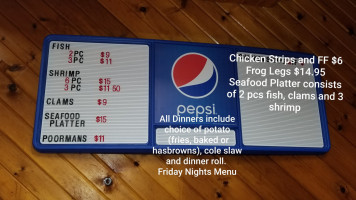 FISH
2 PC $9
3 PC $11
SHRIMP
6 PC $15
3 PC $11 50
CLAMS $9
SEAFOOD
PLATTER $15
POORMANS $11
pepsi
All Dinners include
choice of potato
(fries, baked or
hasbrowns), cole slaw
and dinner roll.
Friday Nights Menu
Chicken Strips and FF $6
Frog Legs $14.95
Seafood Platter consists
of 2 pcs fish, clams and 3
shrimp